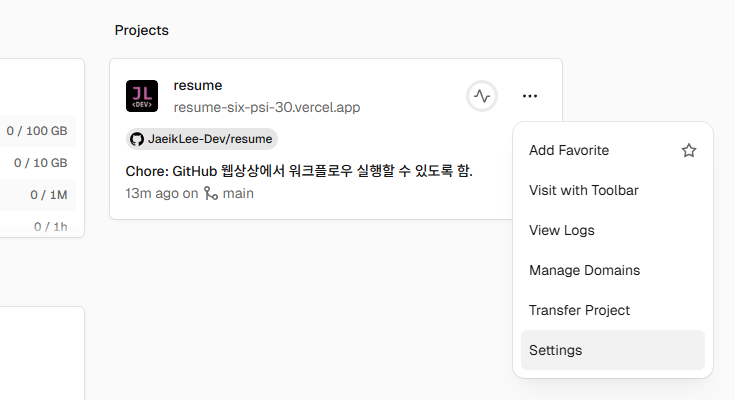 Projects
JL
<DEV>
resume
resume-six-psi-30.vercel.app
JaeikLee-Dev/resume
Chore: GitHub 웹상상에서 워크플로우 실행할 수 있도록 함.
13m ago on main
0 / 100 GB
0 / 10 GB
0 / 1M
0 / 1h
Add Favorite
Visit with Toolbar
View Logs
Manage Domains
Transfer Project
Settings